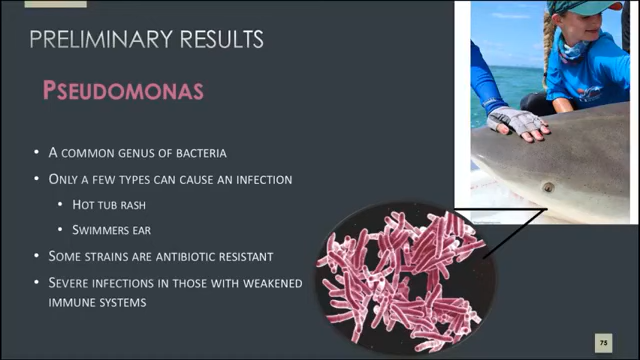 PRELIMINARY RESULTS
PSEUDOMONAS
• A COMMON GENUS OF BACTERIA
• ONLY A FEW TYPES CAN CAUSE AN INFECTION
• HOT TUB RASH
• SWIMMERS EAR
• SOME STRAINS ARE ANTIBIOTIC RESISTANT
• SEVERE INFECTIONS IN THOSE WITH WEAKENED
IMMUNE SYSTEMS
75